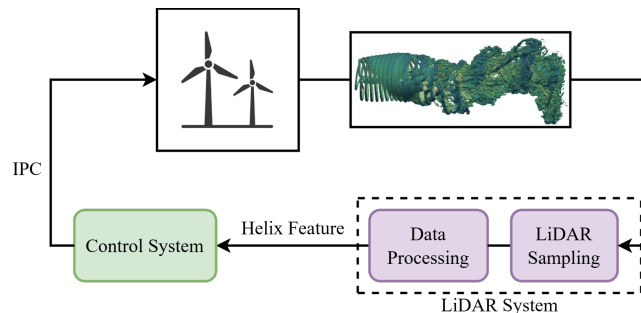 IPC
Control System
Helix Feature
Data
Processing
LiDAR
Sampling
LiDAR System